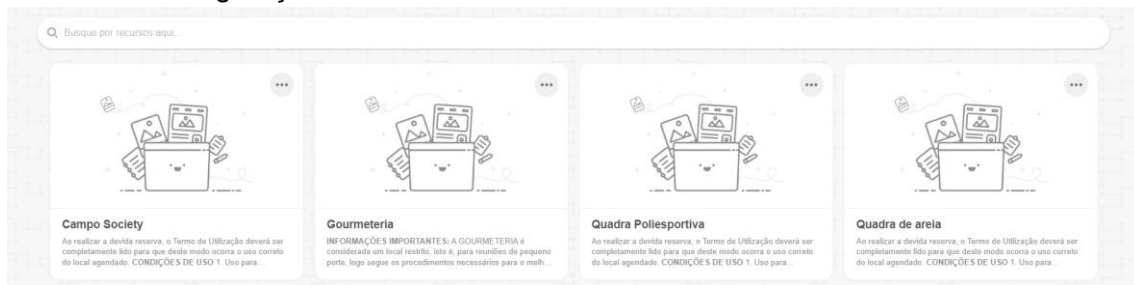 Busque por recursos aqui...
Campo Society
Ao realizar a devida reserva, o Termo de Utilização deverá ser
completamente lido para que deste modo ocorra o uso correto
do local agendado. CONDIÇÕES DE USO 1. Uso para...
Gourmeteria
INFORMAÇÕES IMPORTANTES: A GOURMETERIA é
considerada um local restrito, isto é, para reuniões de pequeno
porte, logo segue os procedimentos necessários para o melh...
Quadra Poliesportiva
Ao realizar a devida reserva, o Termo de Utilização deverá ser
completamente lido para que deste modo ocorra o uso correto
do local agendado. CONDIÇÕES DE USO 1. Uso para...
Quadra de areia
Ao realizar a devida reserva, o Termo de Utilização deverá ser
completamente lido para que deste modo ocorra o uso correto
do local agendado. CONDIÇÕES DE USO 1. Uso para...